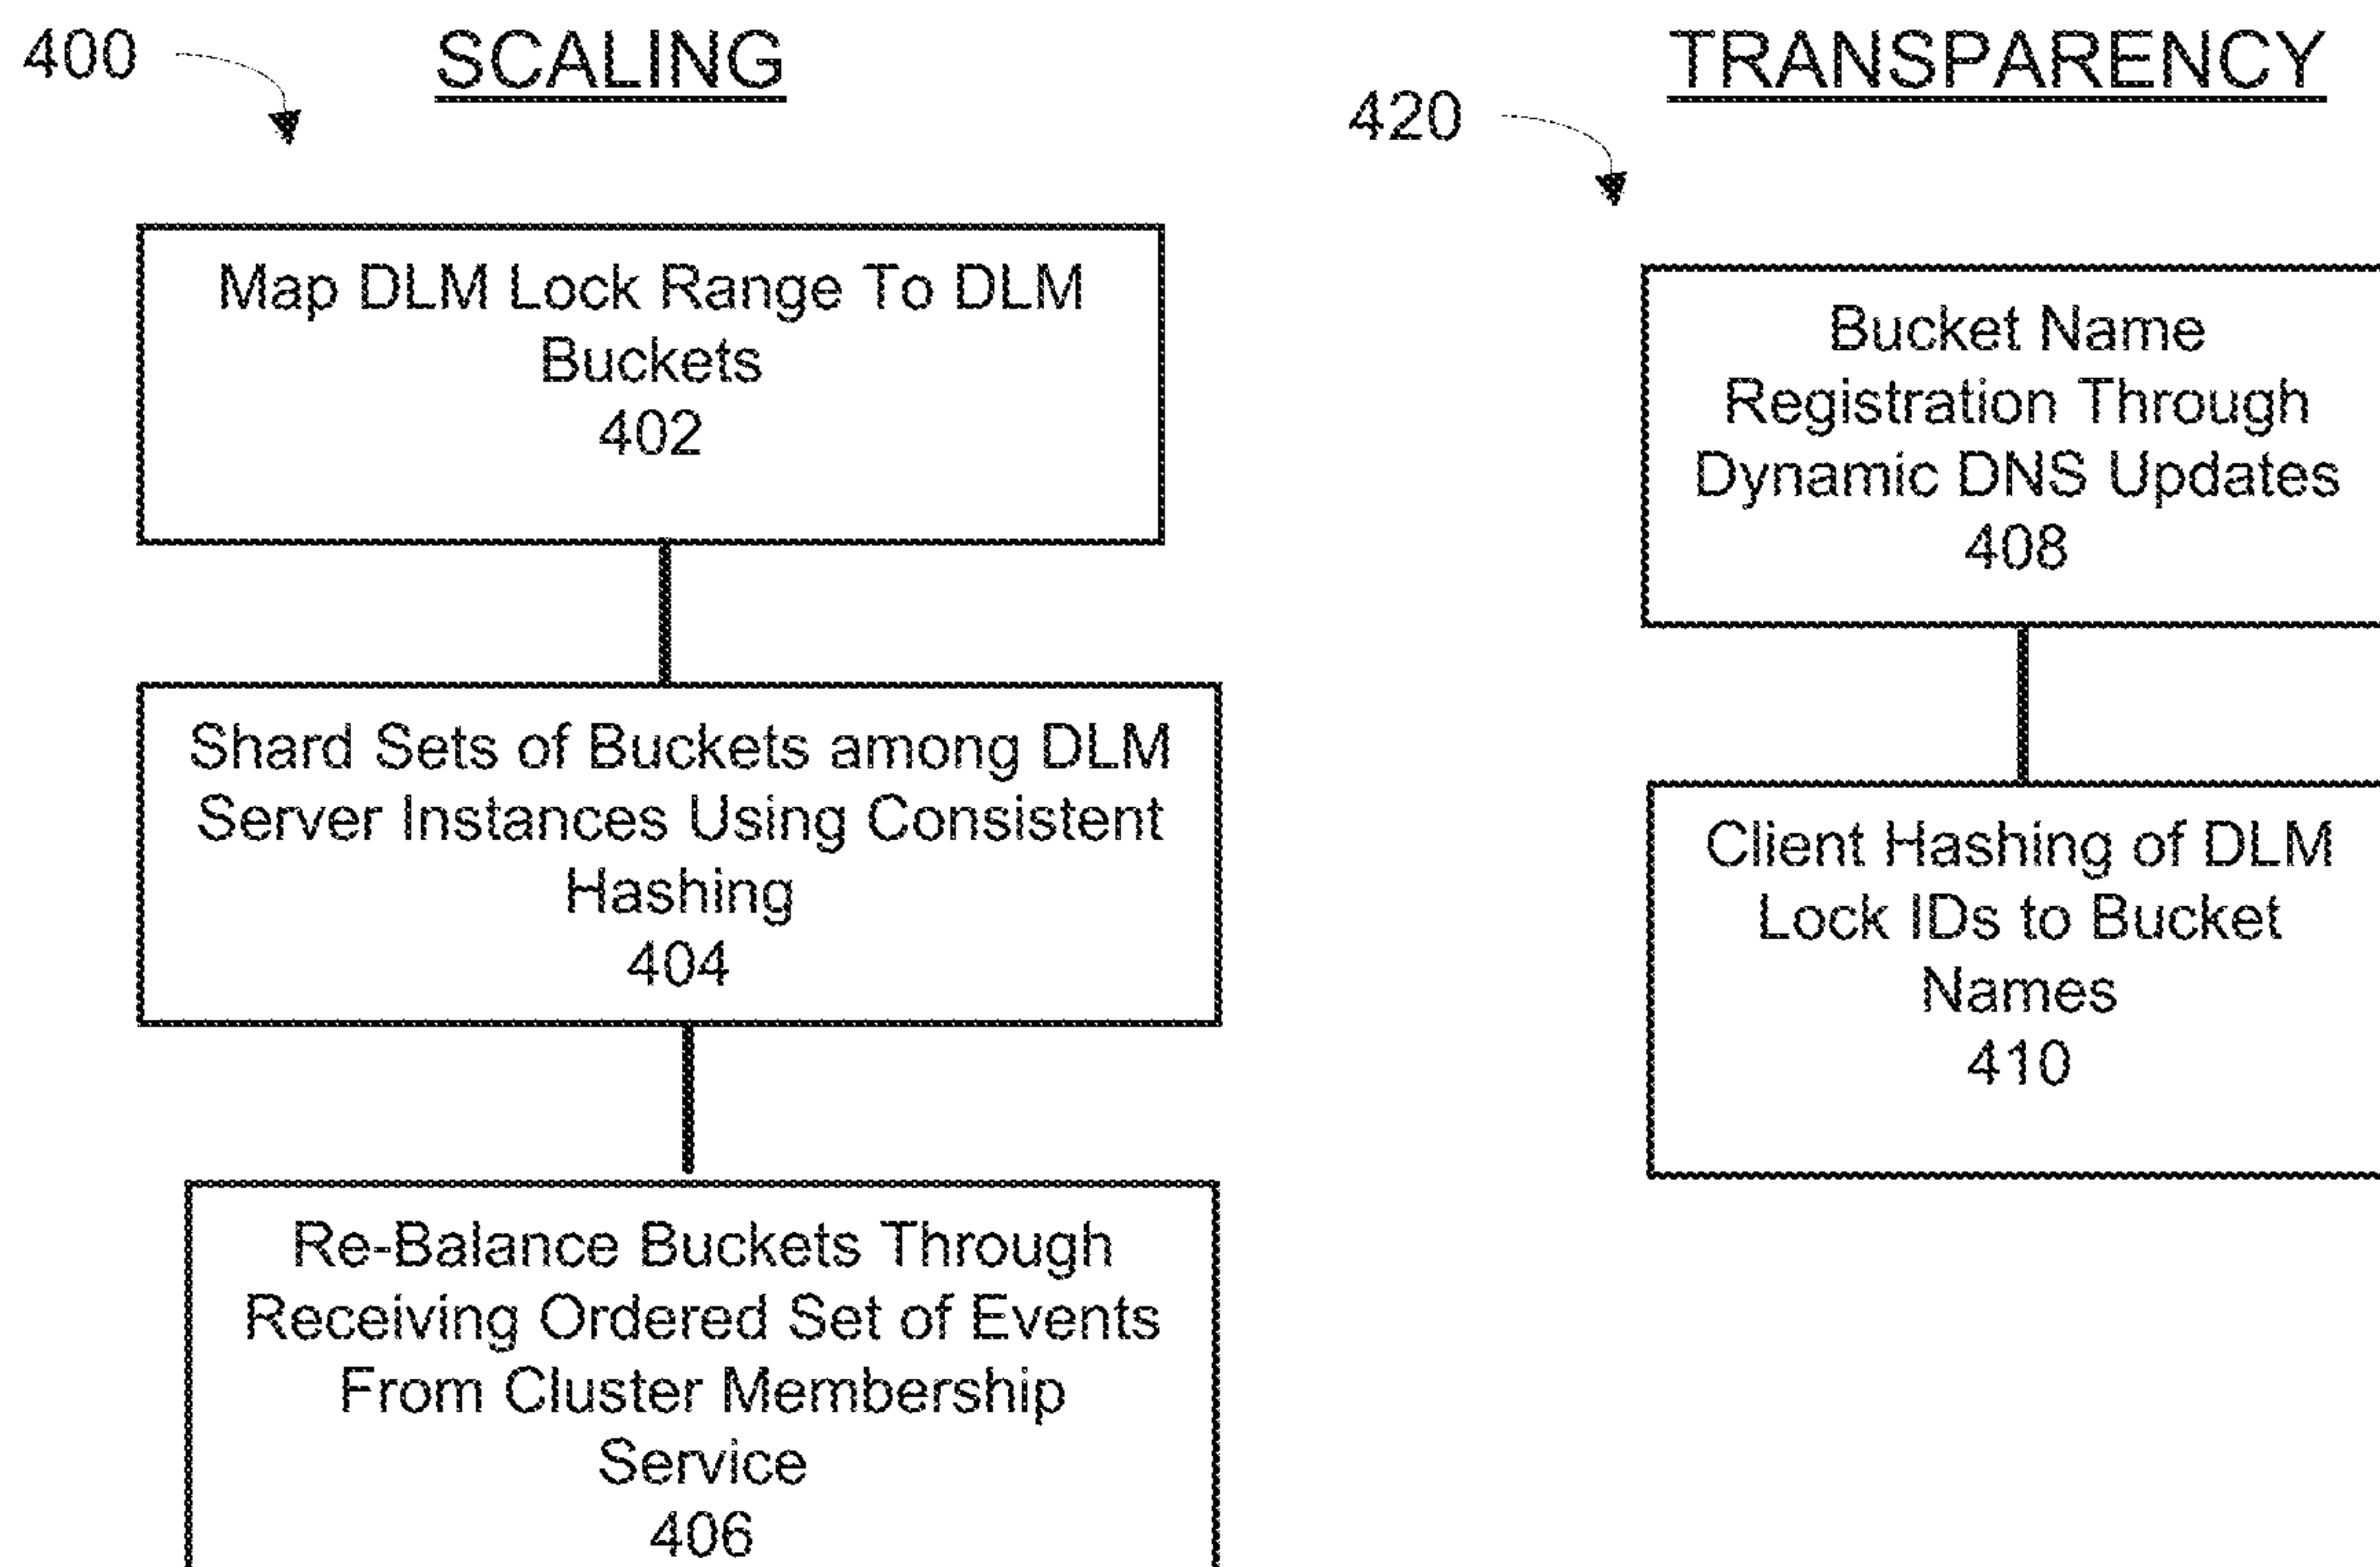 400
SCALING
Map DLM Lock Range To DLM
Buckets
402
Shard Sets of Buckets among DLM
Server Instances Using Consistent
Hashing
404
Re-Balance Buckets Through
Receiving Ordered Set of Events
From Cluster Membership
Service
406
TRANSPARENCY
420
Bucket Name
Registration Through
Dynamic DNS Updates
408
Client Hashing of DLM
Lock IDs to Bucket
Names
410